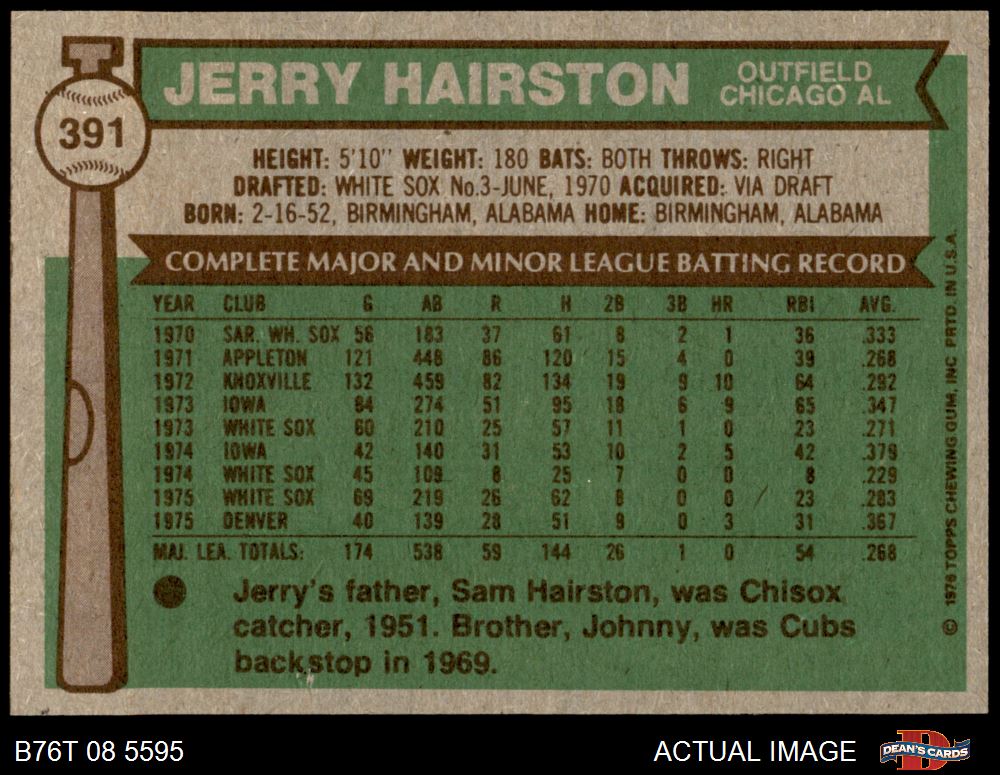 391
JERRY HAIRSTON
OUTFIELD
CHICAGO AL
HEIGHT: 5'10" WEIGHT: 180 BATS: BOTH THROWS: RIGHT
DRAFTED: WHITE SOX No.3-JUNE, 1970 ACQUIRED: VIA DRAFT
BORN: 2-16-52, BIRMINGHAM, ALABAMA HOME: BIRMINGHAM, ALABAMA
COMPLETE MAJOR AND MINOR LEAGUE BATTING RECORD
YEAR CLUB G AB R H 2B 3B HR RBI AVG.
1970 SAR. WH. SOX 56 183 37 61 8 2 1 36 .333
1971 APPLETON 121 448 86 120 15 4 0 39 .268
1972 KNOXVILLE 132 459 82 134 19 9 10 64 .292
1973 IOWA 84 274 51 95 18 6 9 65 .347
1973 WHITE SOX 60 210 25 57 11 1 0 23 .271
1974 IOWA 42 140 31 53 10 2 5 42 .379
1974 WHITE SOX 45 109 8 25 7 0 0 8 .229
1975 WHITE SOX 69 219 26 62 8 0 0 23 .283
1975 DENVER 40 139 28 51 9 0 3 31 .367
MAJ. LEA. TOTALS: 174 538 59 144 26 1 0 54 .268
Jerry's father, Sam Hairston, was Chisox
catcher, 1951. Brother, Johnny, was Cubs
backstop in 1969.
© 1976 TOPPS CHEWING GUM, INC PRTD. IN U.S.A.
B76T 08 5595
ACTUAL IMAGE
DEAN'S CARDS